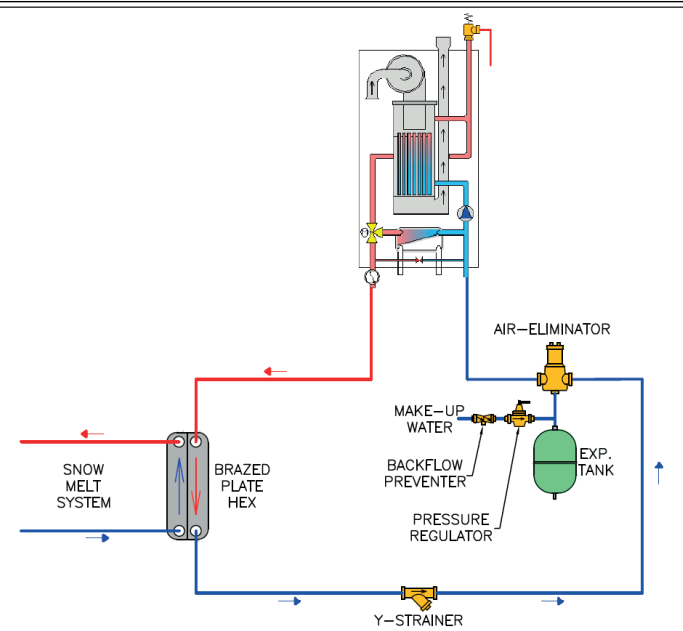 AIR-ELIMINATOR
MAKE-UP
WATER
BACKFLOW
PREVENTER
PRESSURE
REGULATOR
EXP.
TANK
SNOW
MELT
SYSTEM
BRAZED
PLATE
HEX
Y-STRAINER